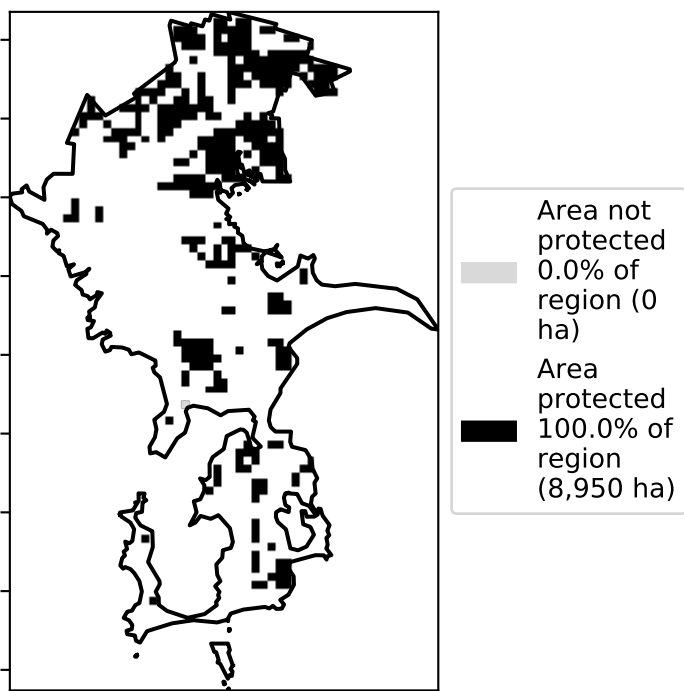 Area not
protected
0.0% of
region (0
ha)
Area
protected
100.0% of
region
(8,950 ha)